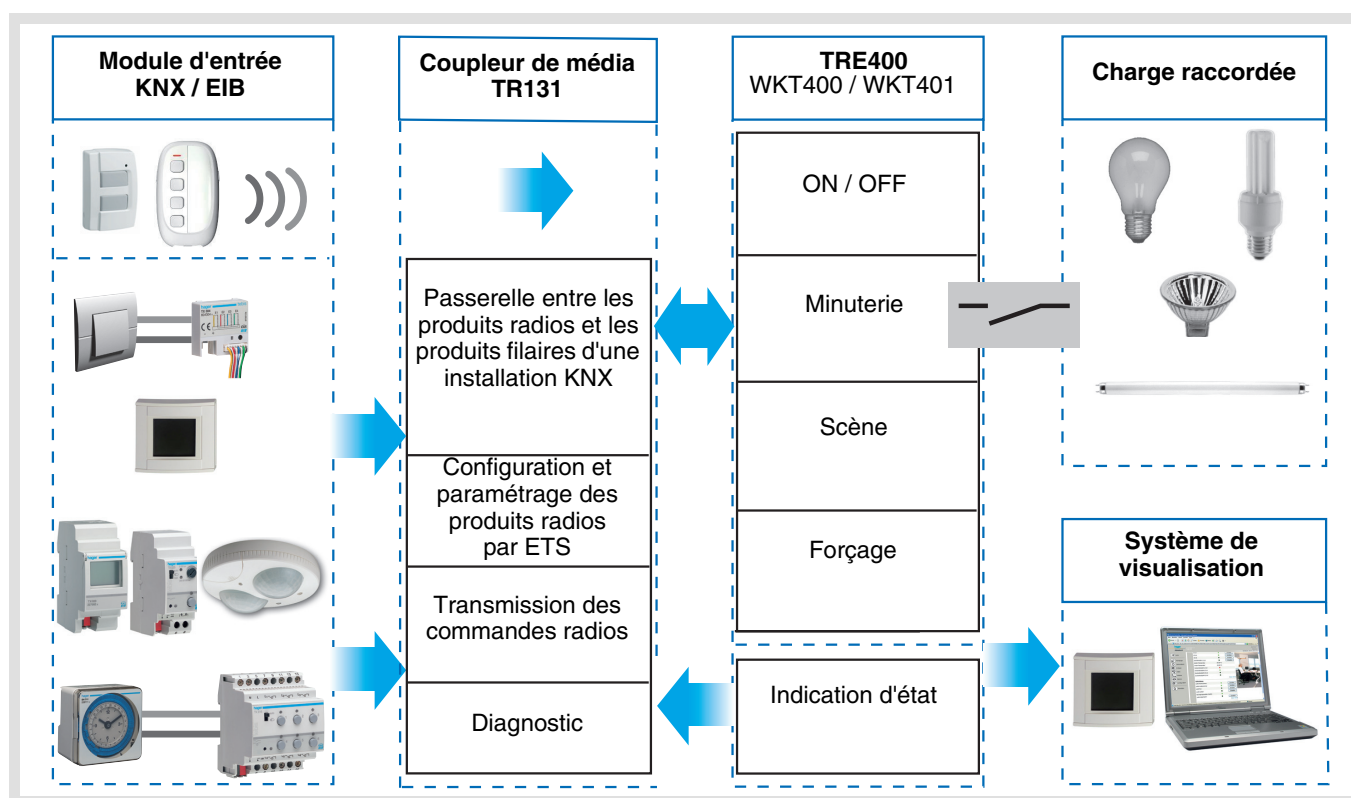 Module d'entrée
KNX / EIB
Coupleur de média
TR131
TRE400
WKT400 / WKT401
Charge raccordée
Passerelle entre les
produits radios et les
produits filaires d'une
installation KNX
Configuration et
paramétrage des
produits radios
par ETS
Transmission des
commandes radios
Diagnostic
ON / OFF
Minuterie
Scène
Forçage
Indication d'état
Système de
visualisation